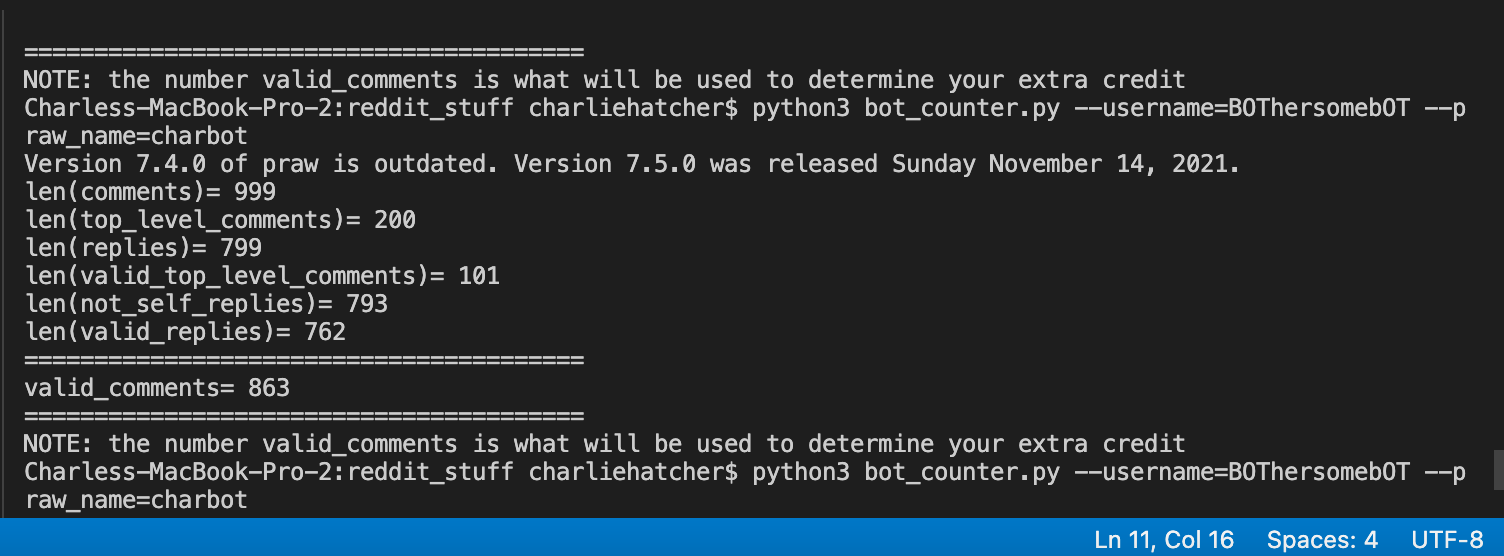 ========================================
NOTE: the number valid_comments is what will be used to determine your extra credit
Charless-MacBook-Pro-2:reddit_stuff charliehatcher$ python3 bot_counter.py --username=BOThersomebOT --p
raw_name=charbot
Version 7.4.0 of praw is outdated. Version 7.5.0 was released Sunday November 14, 2021.
len(comments)= 999
len(top_level_comments)= 200
len(replies)= 799
len(valid_top_level_comments)= 101
len(not_self_replies)= 793
len(valid_replies)= 762
========================================
valid_comments= 863
========================================
NOTE: the number valid_comments is what will be used to determine your extra credit
Charless-MacBook-Pro-2:reddit_stuff charliehatcher$ python3 bot_counter.py --username=BOThersomebOT --p
raw_name=charbot
Ln 11, Col 16 Spaces: 4 UTF-8